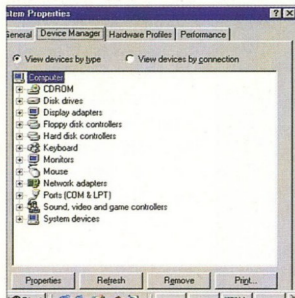 stem Properties
General Device Manager Hardware Profiles Performance
View devices by type View devices by connection
Computer
CDROM
Disk drives
Display adapters
Floppy disk controllers
Hard disk controllers
Keyboard
Monitors
Mouse
Network adapters
Ports (COM & LPT)
Sound, video and game controllers
System devices
Properties Refresh Remove Print...